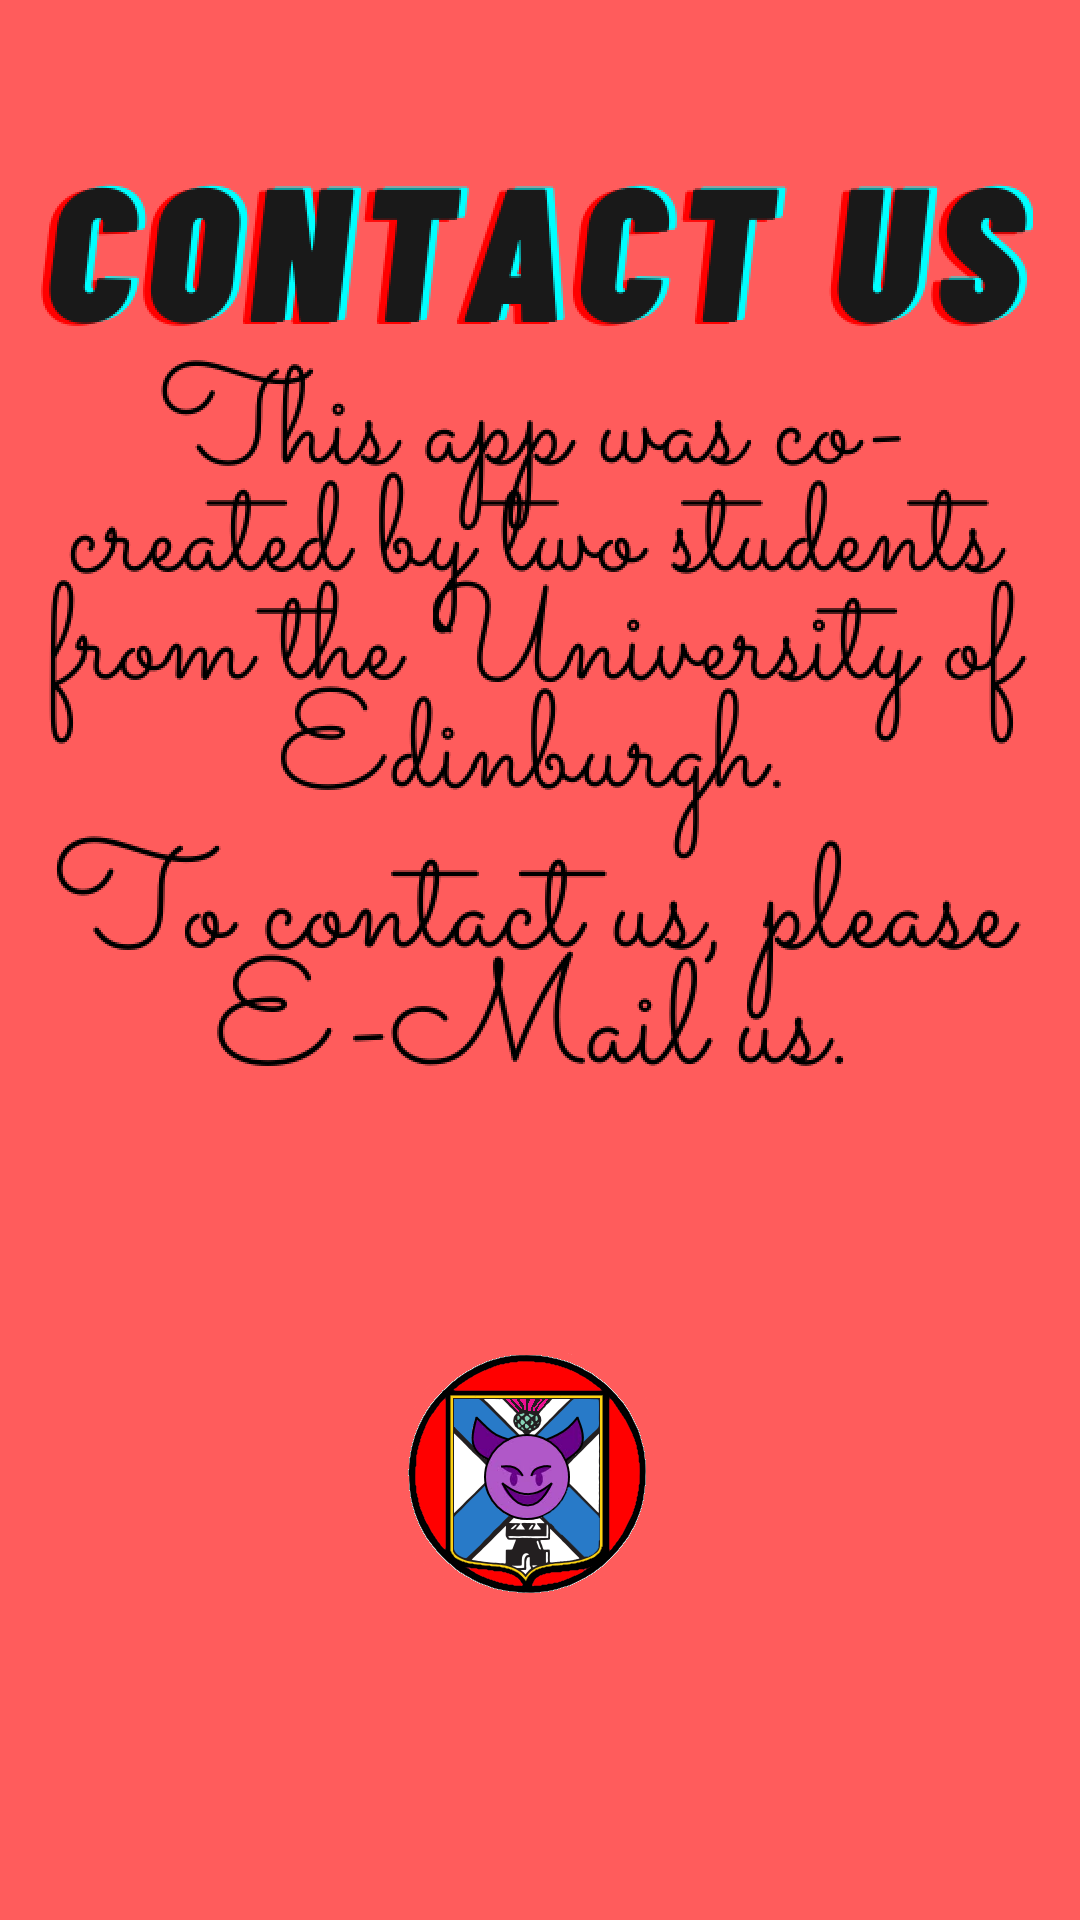 CONTACT US
This app was co-
created by two students
from the University of
Edinburgh.
To contact us, please
E-Mail us.